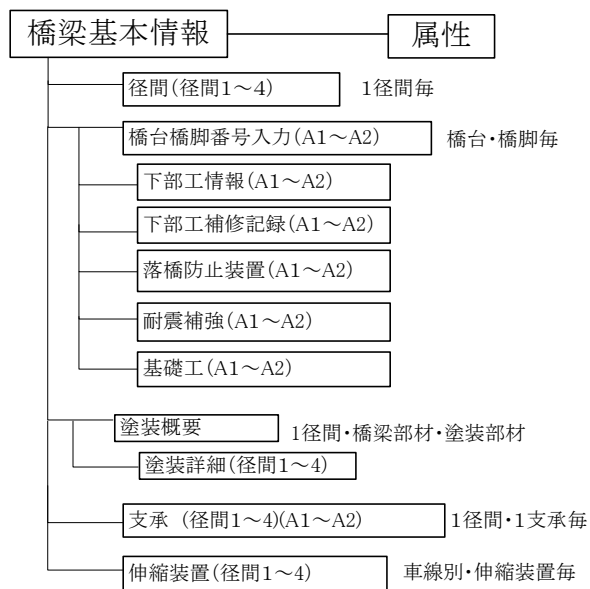 橋梁基本情報 属性
径間(径間1～4) 1径間毎
橋台橋脚番号入力(A1～A2) 橋台・橋脚毎
下部工情報(A1～A2)
下部工補修記録(A1～A2)
落橋防止装置(A1～A2)
耐震補強(A1～A2)
基礎工(A1～A2)
塗装概要 1径間・橋梁部材・塗装部材
塗装詳細(径間1～4)
支承 (径間1～4)(A1～A2) 1径間・1支承毎
伸縮装置(径間1～4) 車線別・伸縮装置毎